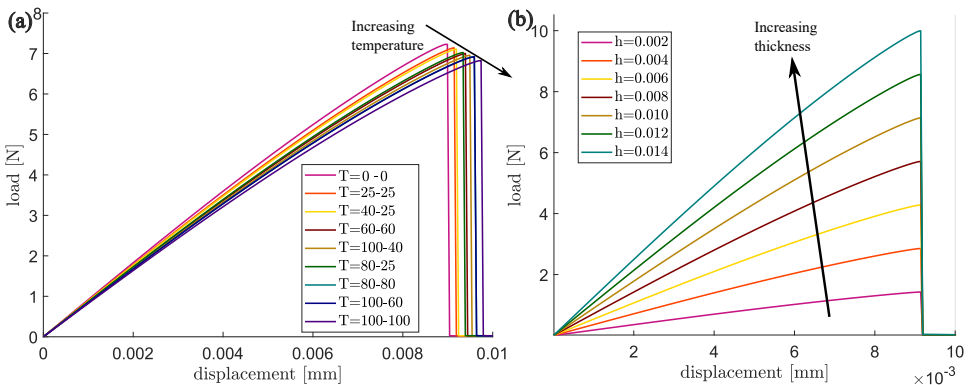 (a)
Increasing
temperature
8
7
6
5
4
3
2
1
0
load [N]
T=0 -0
T=25-25
T=40-25
T=60-60
T=100-40
T=80-25
T=80-80
T=100-60
T=100-100
0
0.002
0.004
0.006
0.008
0.01
displacement [mm]
(b)
Increasing
thickness
10
8
6
4
2
load [N]
h=0.002
h=0.004
h=0.006
h=0.008
h=0.010
h=0.012
h=0.014
2
4
6
8
10
×10⁻³
displacement [mm]